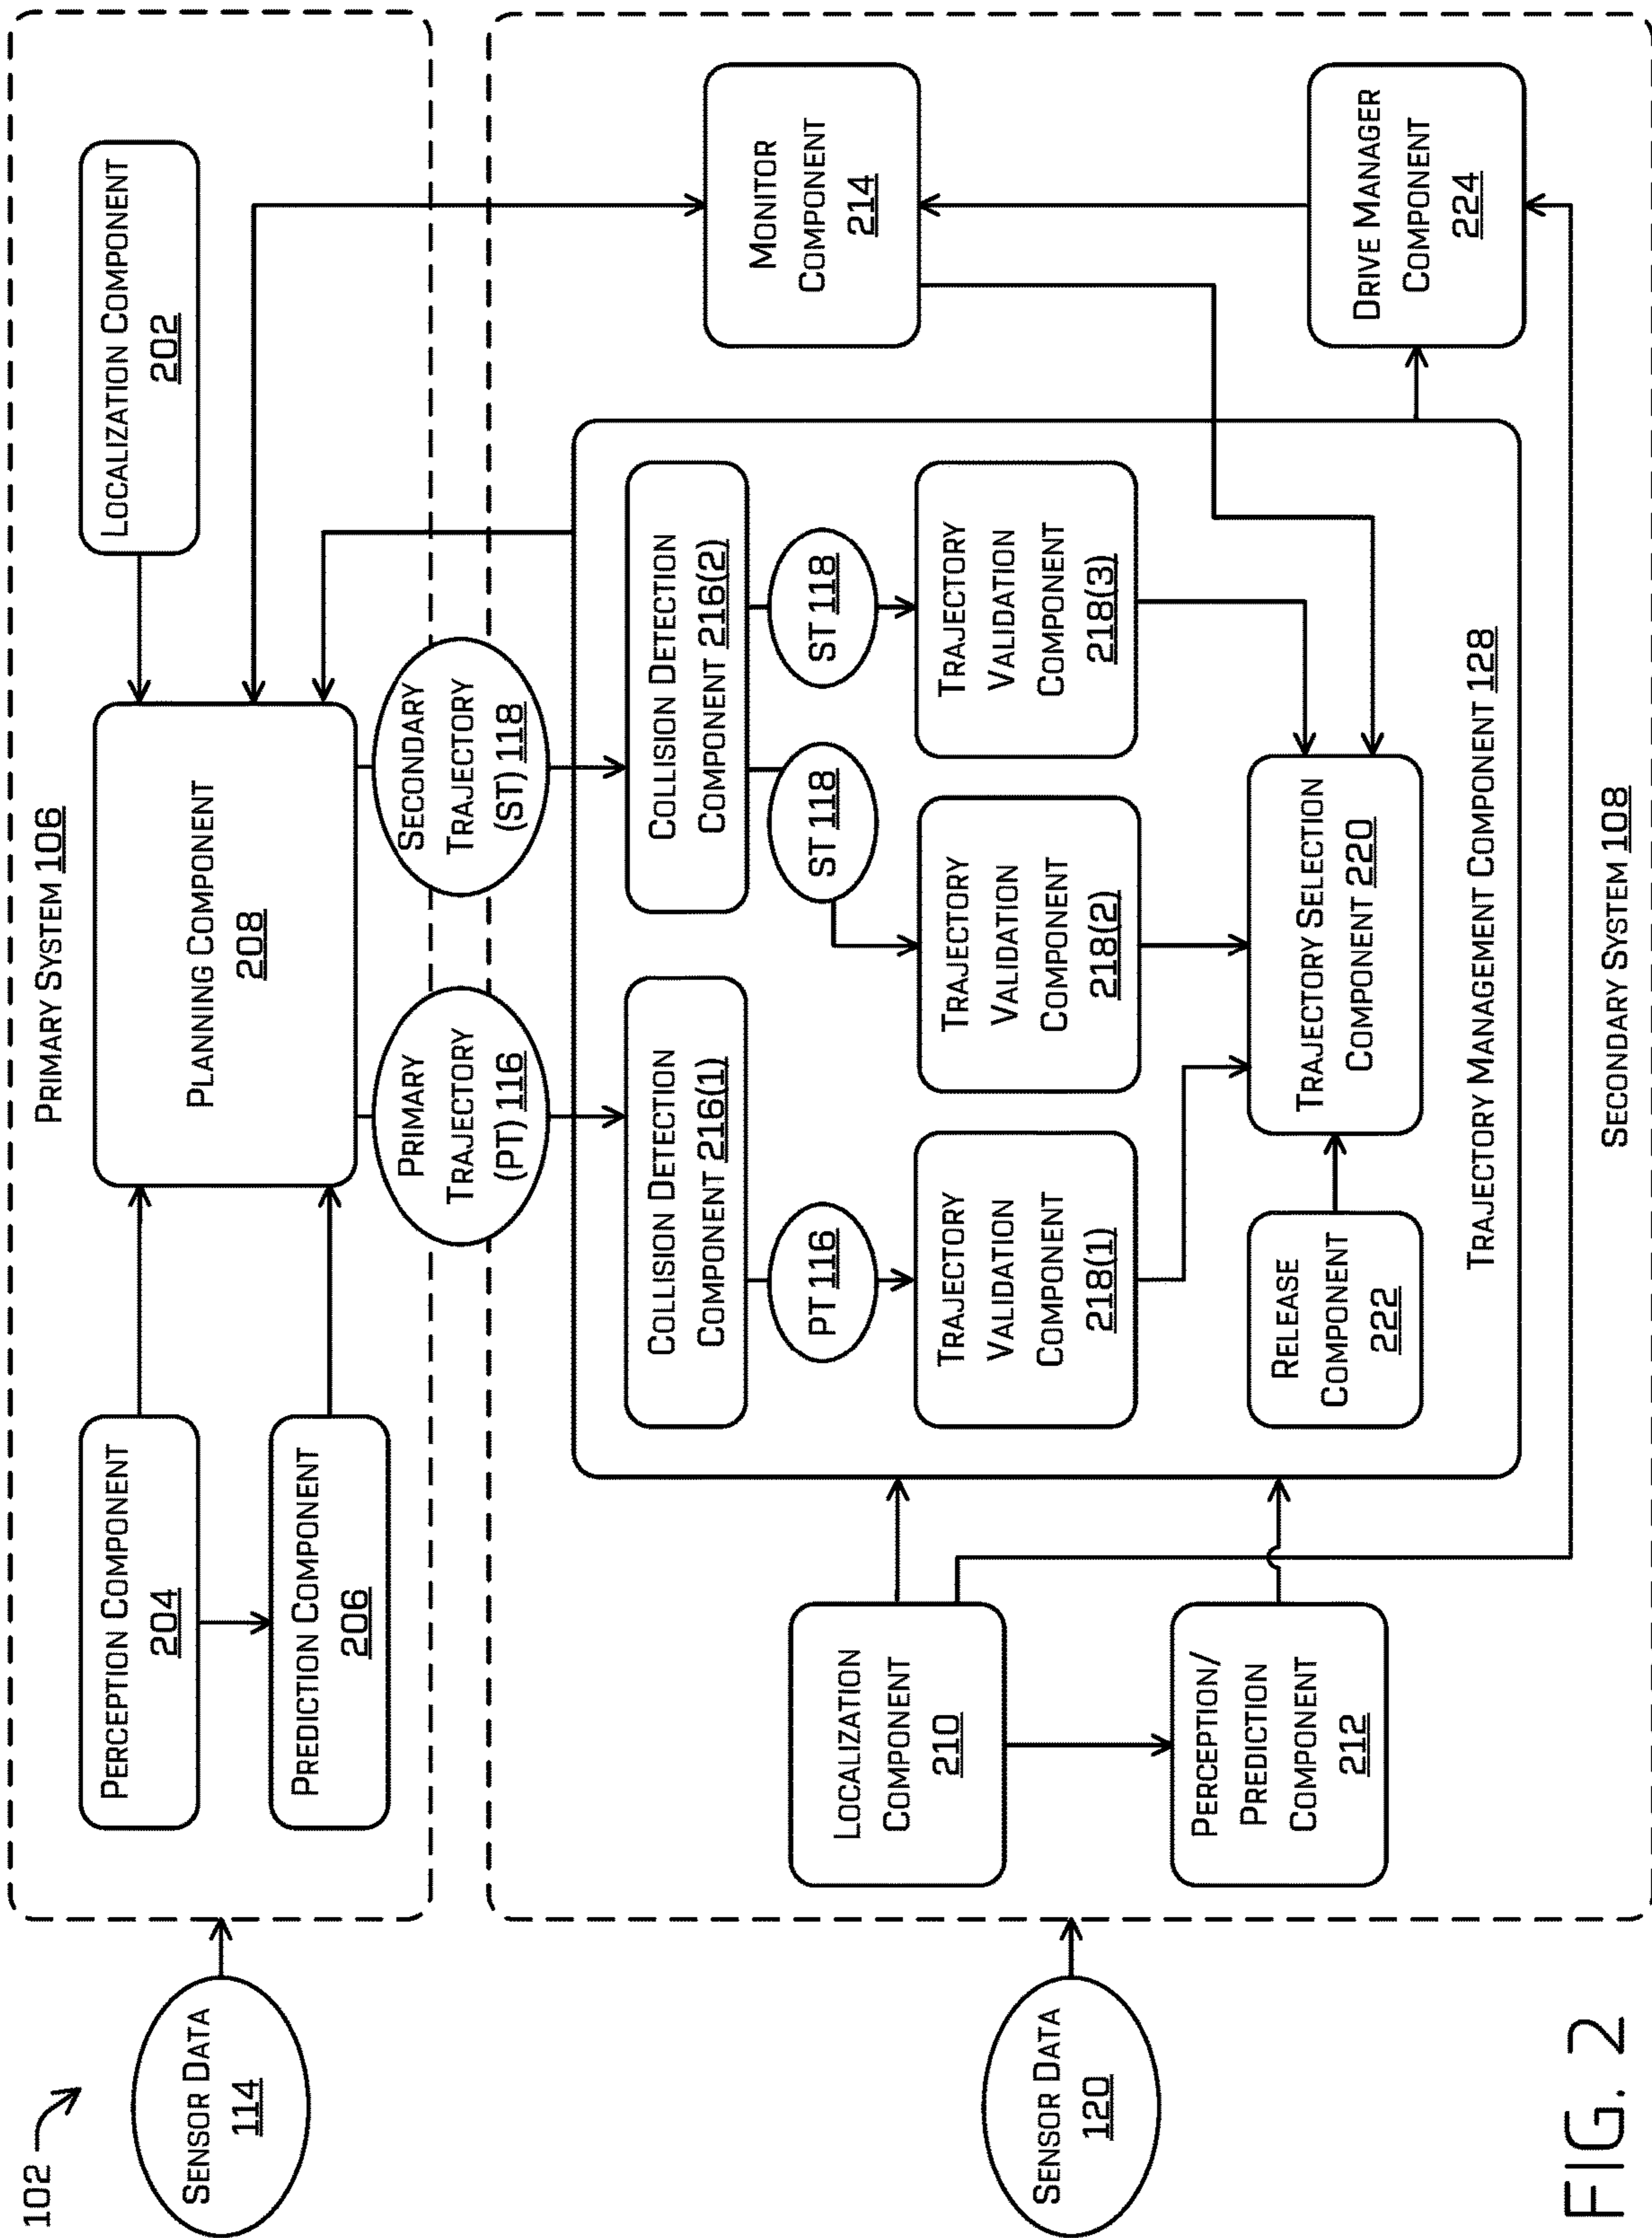 102
PRIMARY SYSTEM 106
SENSOR DATA
114
PERCEPTION COMPONENT
204
PREDICTION COMPONENT
206
PLANNING COMPONENT
208
LOCALIZATION COMPONENT
202
PRIMARY
TRAJECTORY
(PT) 116
SECONDARY
TRAJECTORY
(ST) 118
SENSOR DATA
120
LOCALIZATION
COMPONENT
210
PERCEPTION/
PREDICTION
COMPONENT
212
COLLISION DETECTION
COMPONENT 216(1)
COLLISION DETECTION
COMPONENT 216(2)
PT 116
ST 118
ST 118
TRAJECTORY
VALIDATION
COMPONENT
218(1)
TRAJECTORY
VALIDATION
COMPONENT
218(2)
TRAJECTORY
VALIDATION
COMPONENT
218(3)
RELEASE
COMPONENT
222
TRAJECTORY SELECTION
COMPONENT 220
TRAJECTORY MANAGEMENT COMPONENT 128
MONITOR
COMPONENT
214
DRIVE MANAGER
COMPONENT
224
SECONDARY SYSTEM 108
FIG. 2